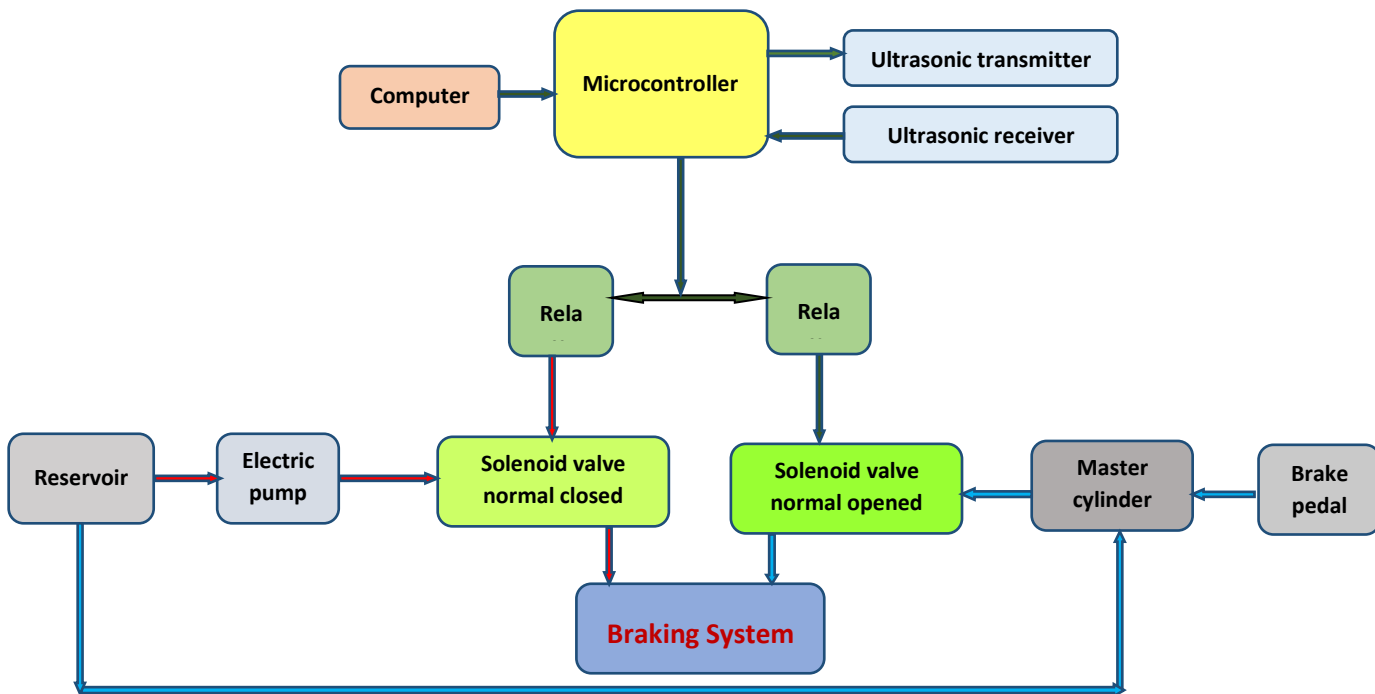 Microcontroller
Ultrasonic transmitter
Computer
Ultrasonic receiver
Rela
Rela
Reservoir
Electric
pump
Solenoid valve
normal closed
Solenoid valve
normal opened
Master
cylinder
Brake
pedal
Braking System